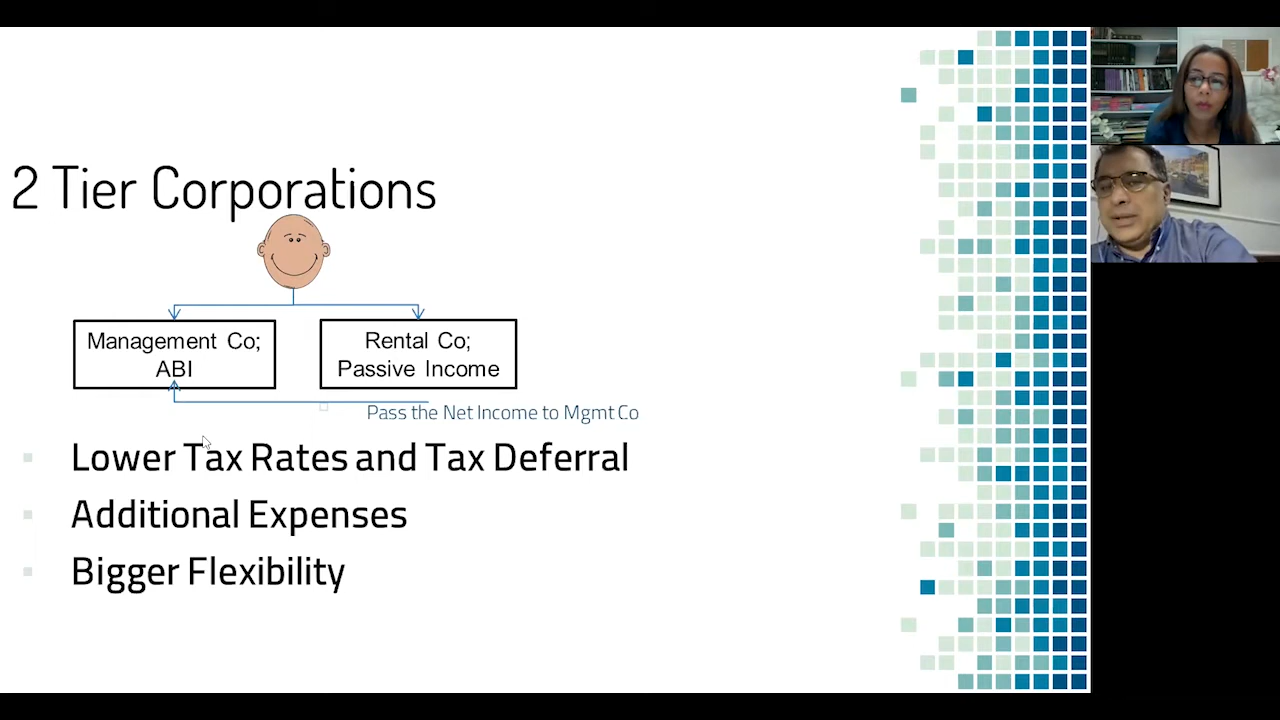 2 Tier Corporations
Management Co;
ABI
Rental Co;
Passive Income
Pass the Net Income to Mgmt Co
Lower Tax Rates and Tax Deferral
Additional Expenses
Bigger Flexibility